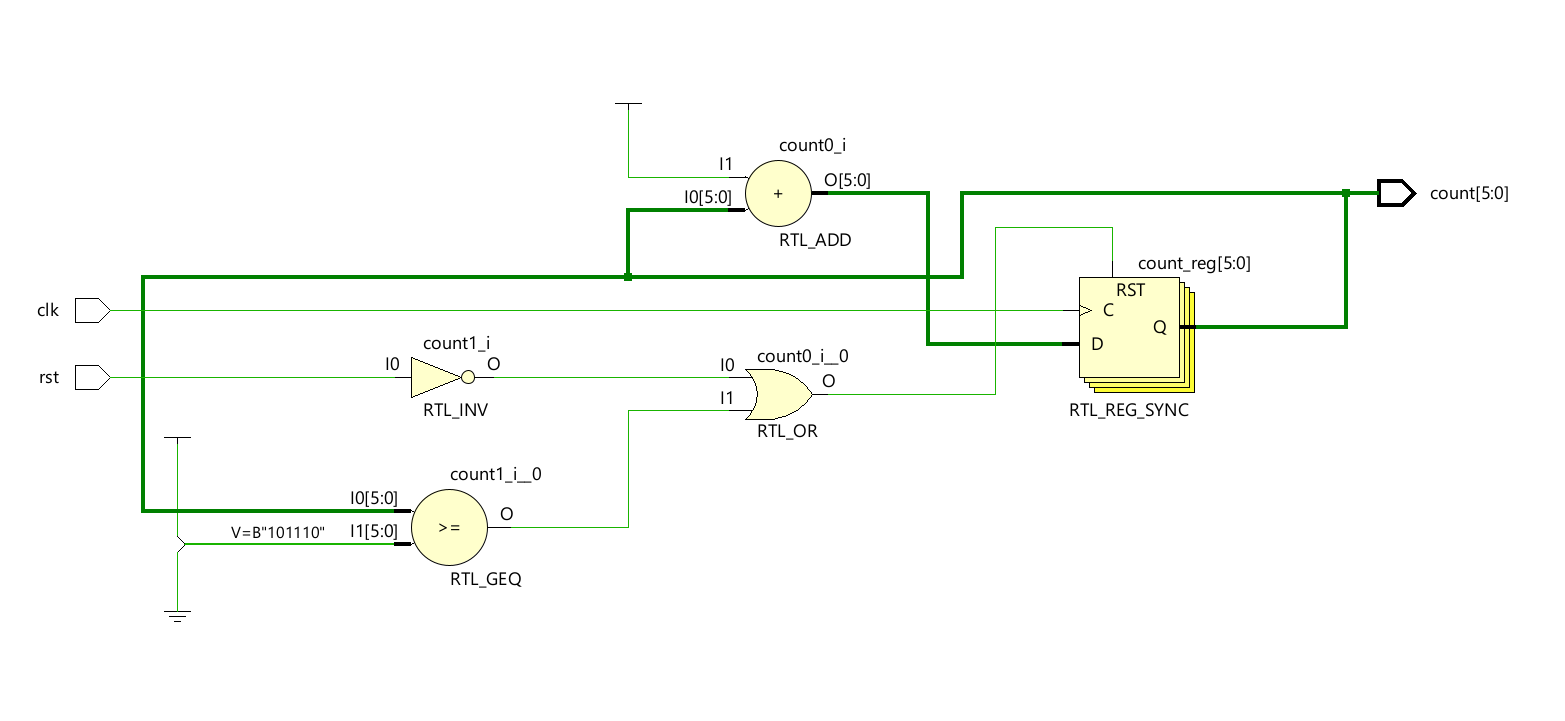 count0_i
I1
+
O[5:0]
I0[5:0]
count[5:0]
RTL_ADD
count_reg[5:0]
RST
clk
C
Q
D
count1_i
I0
O
rst
RTL_INV
count0_i__0
I0
O
I1
RTL_OR
RTL_REG_SYNC
count1_i__0
I0[5:0]
O
>=
V=B"101110"
I1[5:0]
RTL_GEQ